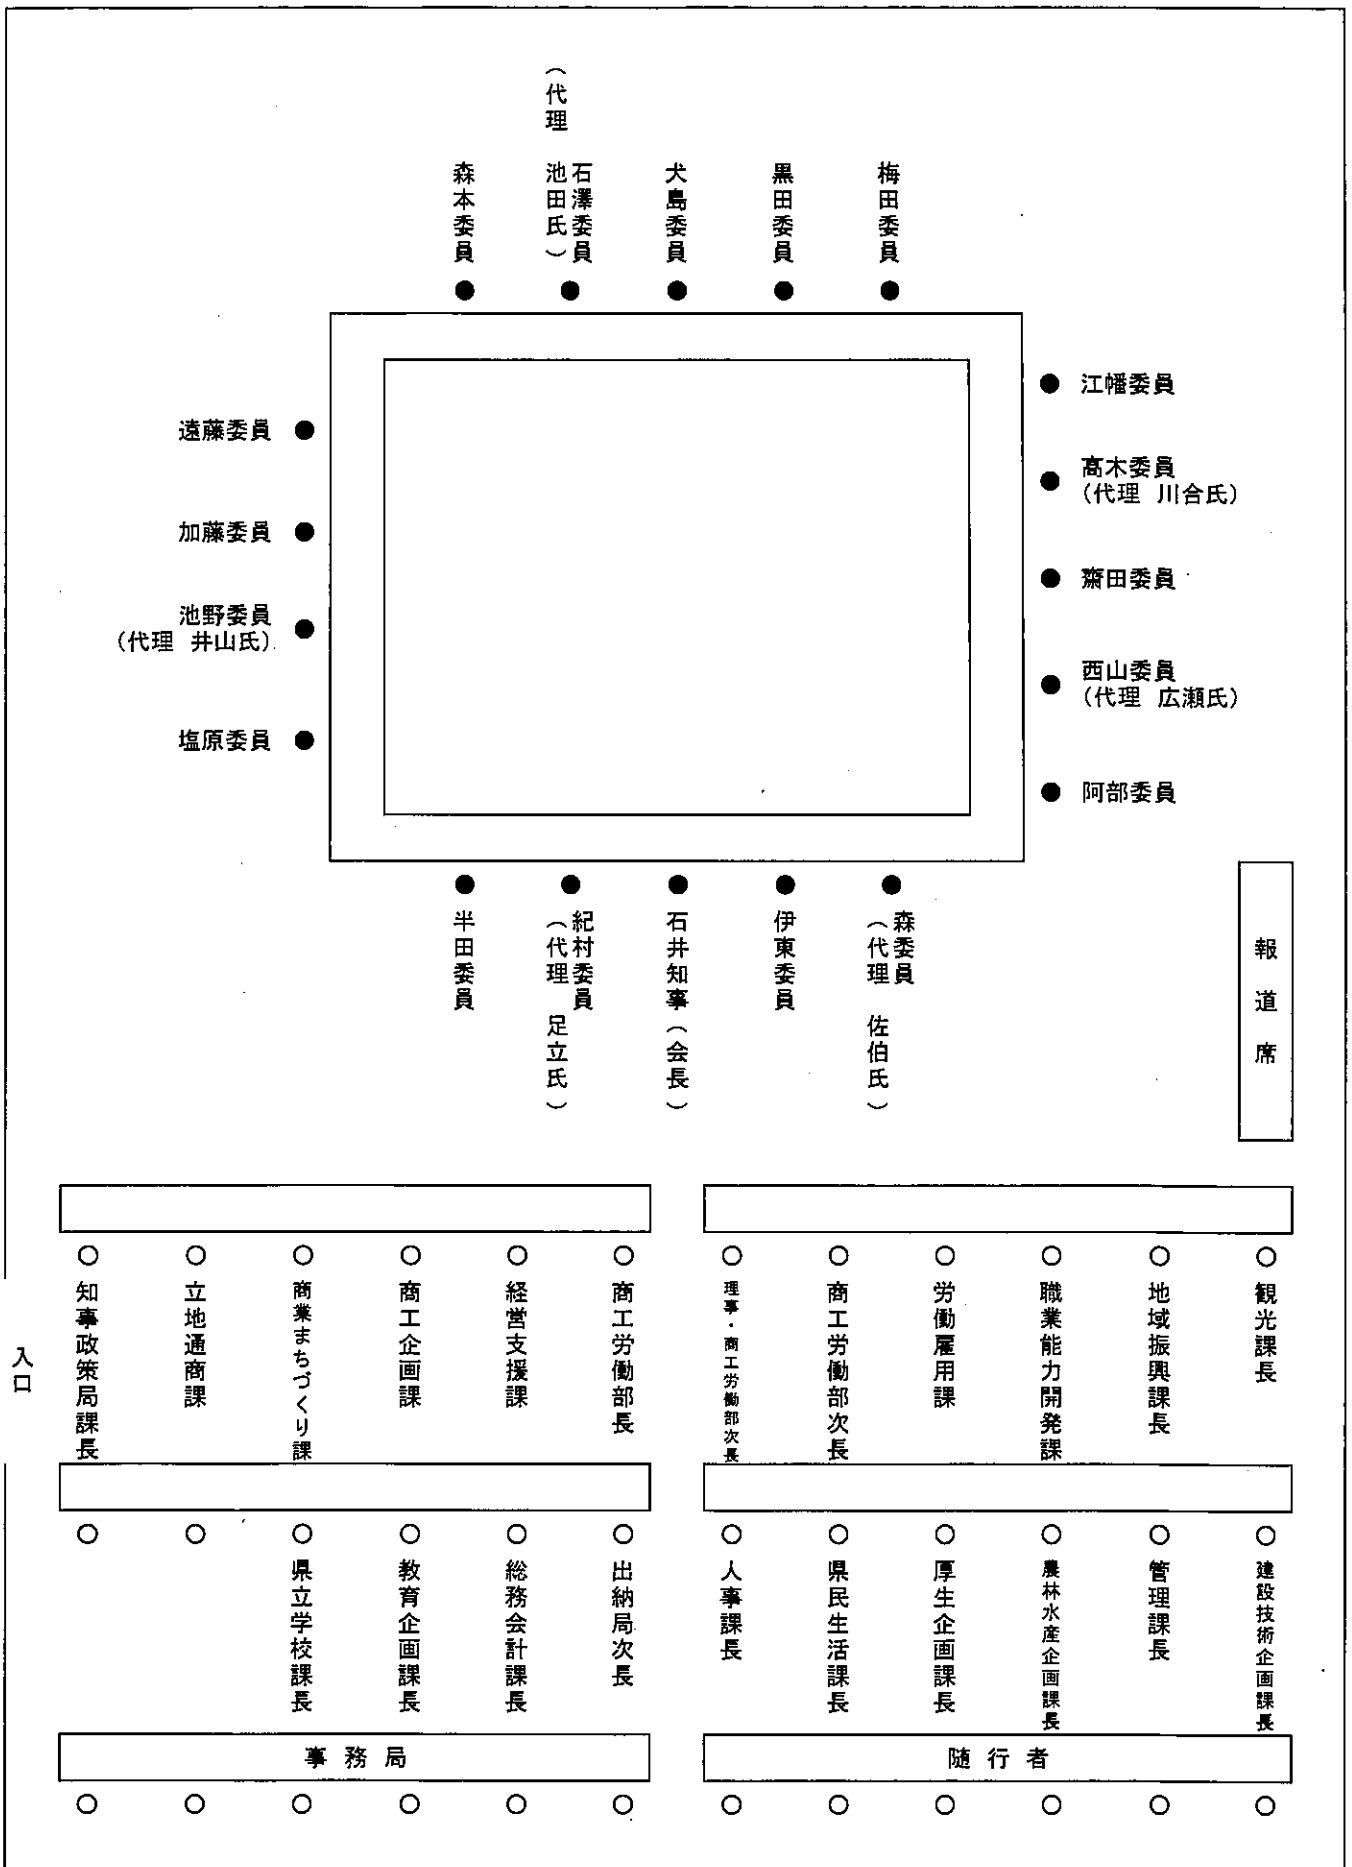 森本委員
石澤委員
（代理　池田氏）
犬島委員
黒田委員
梅田委員
遠藤委員
加藤委員
池野委員
（代理 井山氏）
塩原委員
江幡委員
高木委員
（代理 川合氏）
齋田委員
西山委員
（代理 広瀬氏）
阿部委員
半田委員
紀村委員
（代理　足立氏）
石井知事（会長）
伊東委員
森委員
（代理　佐伯氏）
報道席
入口
知事政策局課長
立地通商課
商業まちづくり課
商工企画課
経営支援課
商工労働部長
理事・商工労働部次長
商工労働部次長
労働雇用課
職業能力開発課
地域振興課長
観光課長
県立学校課長
教育企画課長
総務会計課長
出納局次長
人事課長
県民生活課長
厚生企画課長
農林水産企画課長
管理課長
建設技術企画課長
事務局
随行者